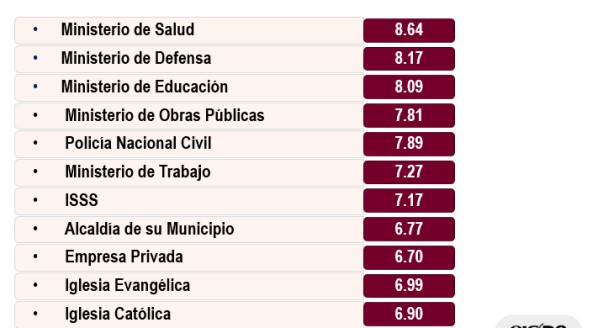 • Ministerio de Salud 8.64
• Ministerio de Defensa 8.17
• Ministerio de Educación 8.09
• Ministerio de Obras Públicas 7.81
• Policía Nacional Civil 7.89
• Ministerio de Trabajo 7.27
• ISSS 7.17
• Alcaldía de su Municipio 6.77
• Empresa Privada 6.70
• Iglesia Evangélica 6.99
• Iglesia Católica 6.90